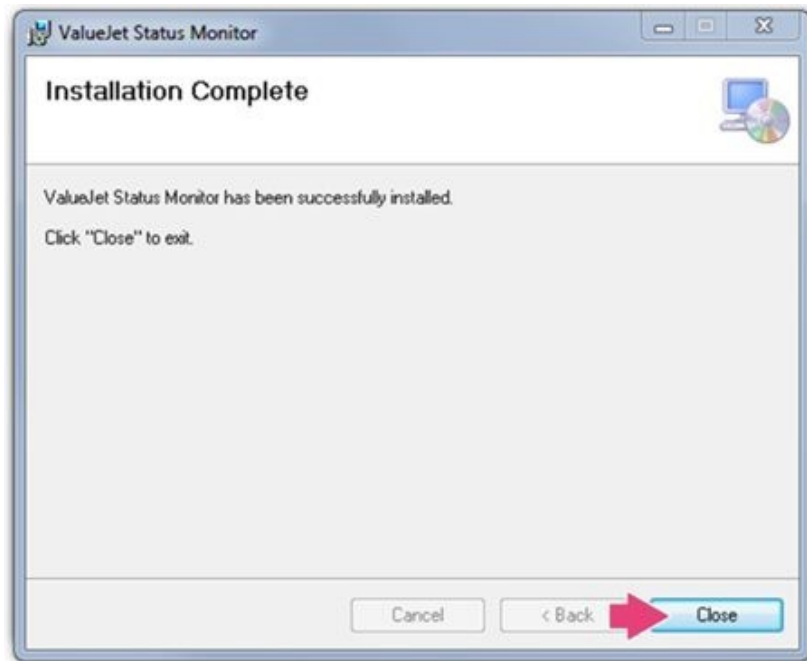 ValueJet Status Monitor
Installation Complete
ValueJet Status Monitor has been successfully installed.
Click "Close" to exit.
Cancel
< Back
Close